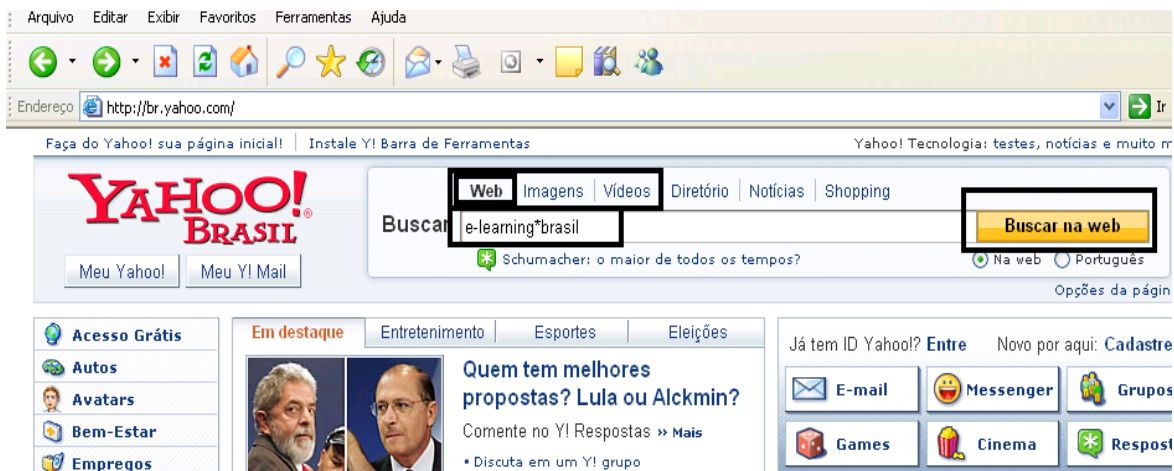 Arquivo Editar Exibir Favoritos Ferramentas Ajuda
Endereço http://br.yahoo.com/ Ir
Faça do Yahoo! sua página inicial! Instale Y! Barra de Ferramentas Yahoo! Tecnologia: testes, notícias e muito m
YAHOO! BRASIL
Web Imagens Vídeos Diretório Notícias Shopping
Buscar e-learning*brasil Buscar na web
Schumacher: o maior de todos os tempos? Na web Português
Meu Yahoo! Meu Y! Mail
Opções da págin
Acesso Grátis
Autos
Avatars
Bem-Estar
Empregos
Em destaque Entretenimento Esportes Eleições
Quem tem melhores
propostas? Lula ou Alckmin?
Comente no Y! Respostas » Mais
• Discuta em um Y! grupo
Já tem ID Yahoo!? Entre Novo por aqui: Cadastre
E-mail Messenger Grupos
Games Cinema Respost